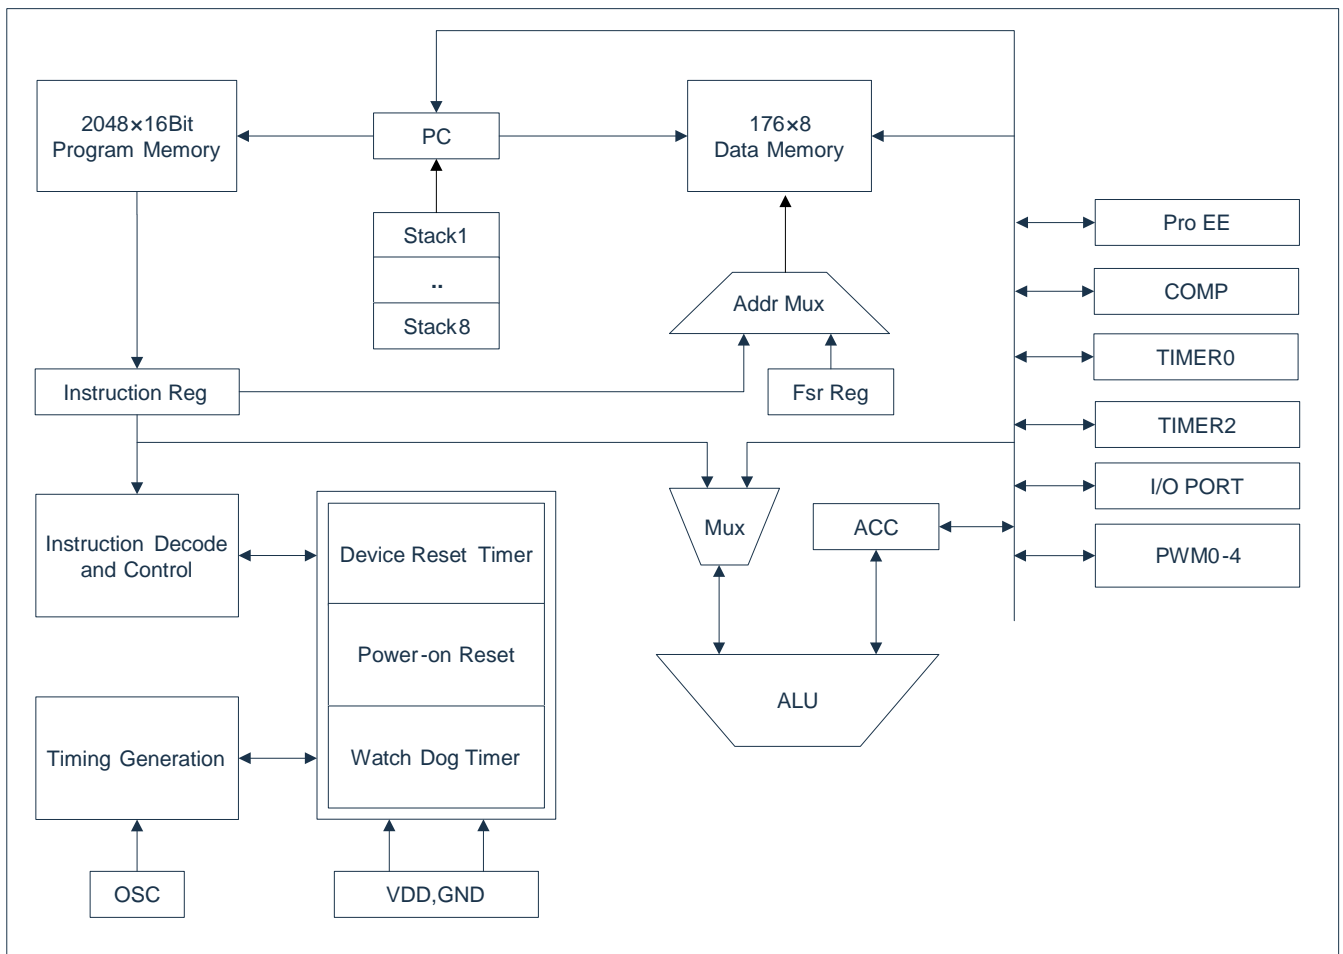 2048×16Bit
Program Memory
PC
176×8
Data Memory
Stack1
..
Stack8
Addr Mux
Instruction Reg
Fsr Reg
Pro EE
COMP
TIMER0
TIMER2
I/O PORT
PWM0-4
Instruction Decode
and Control
Device Reset Timer
Power-on Reset
Watch Dog Timer
Mux
ACC
ALU
Timing Generation
OSC
VDD,GND